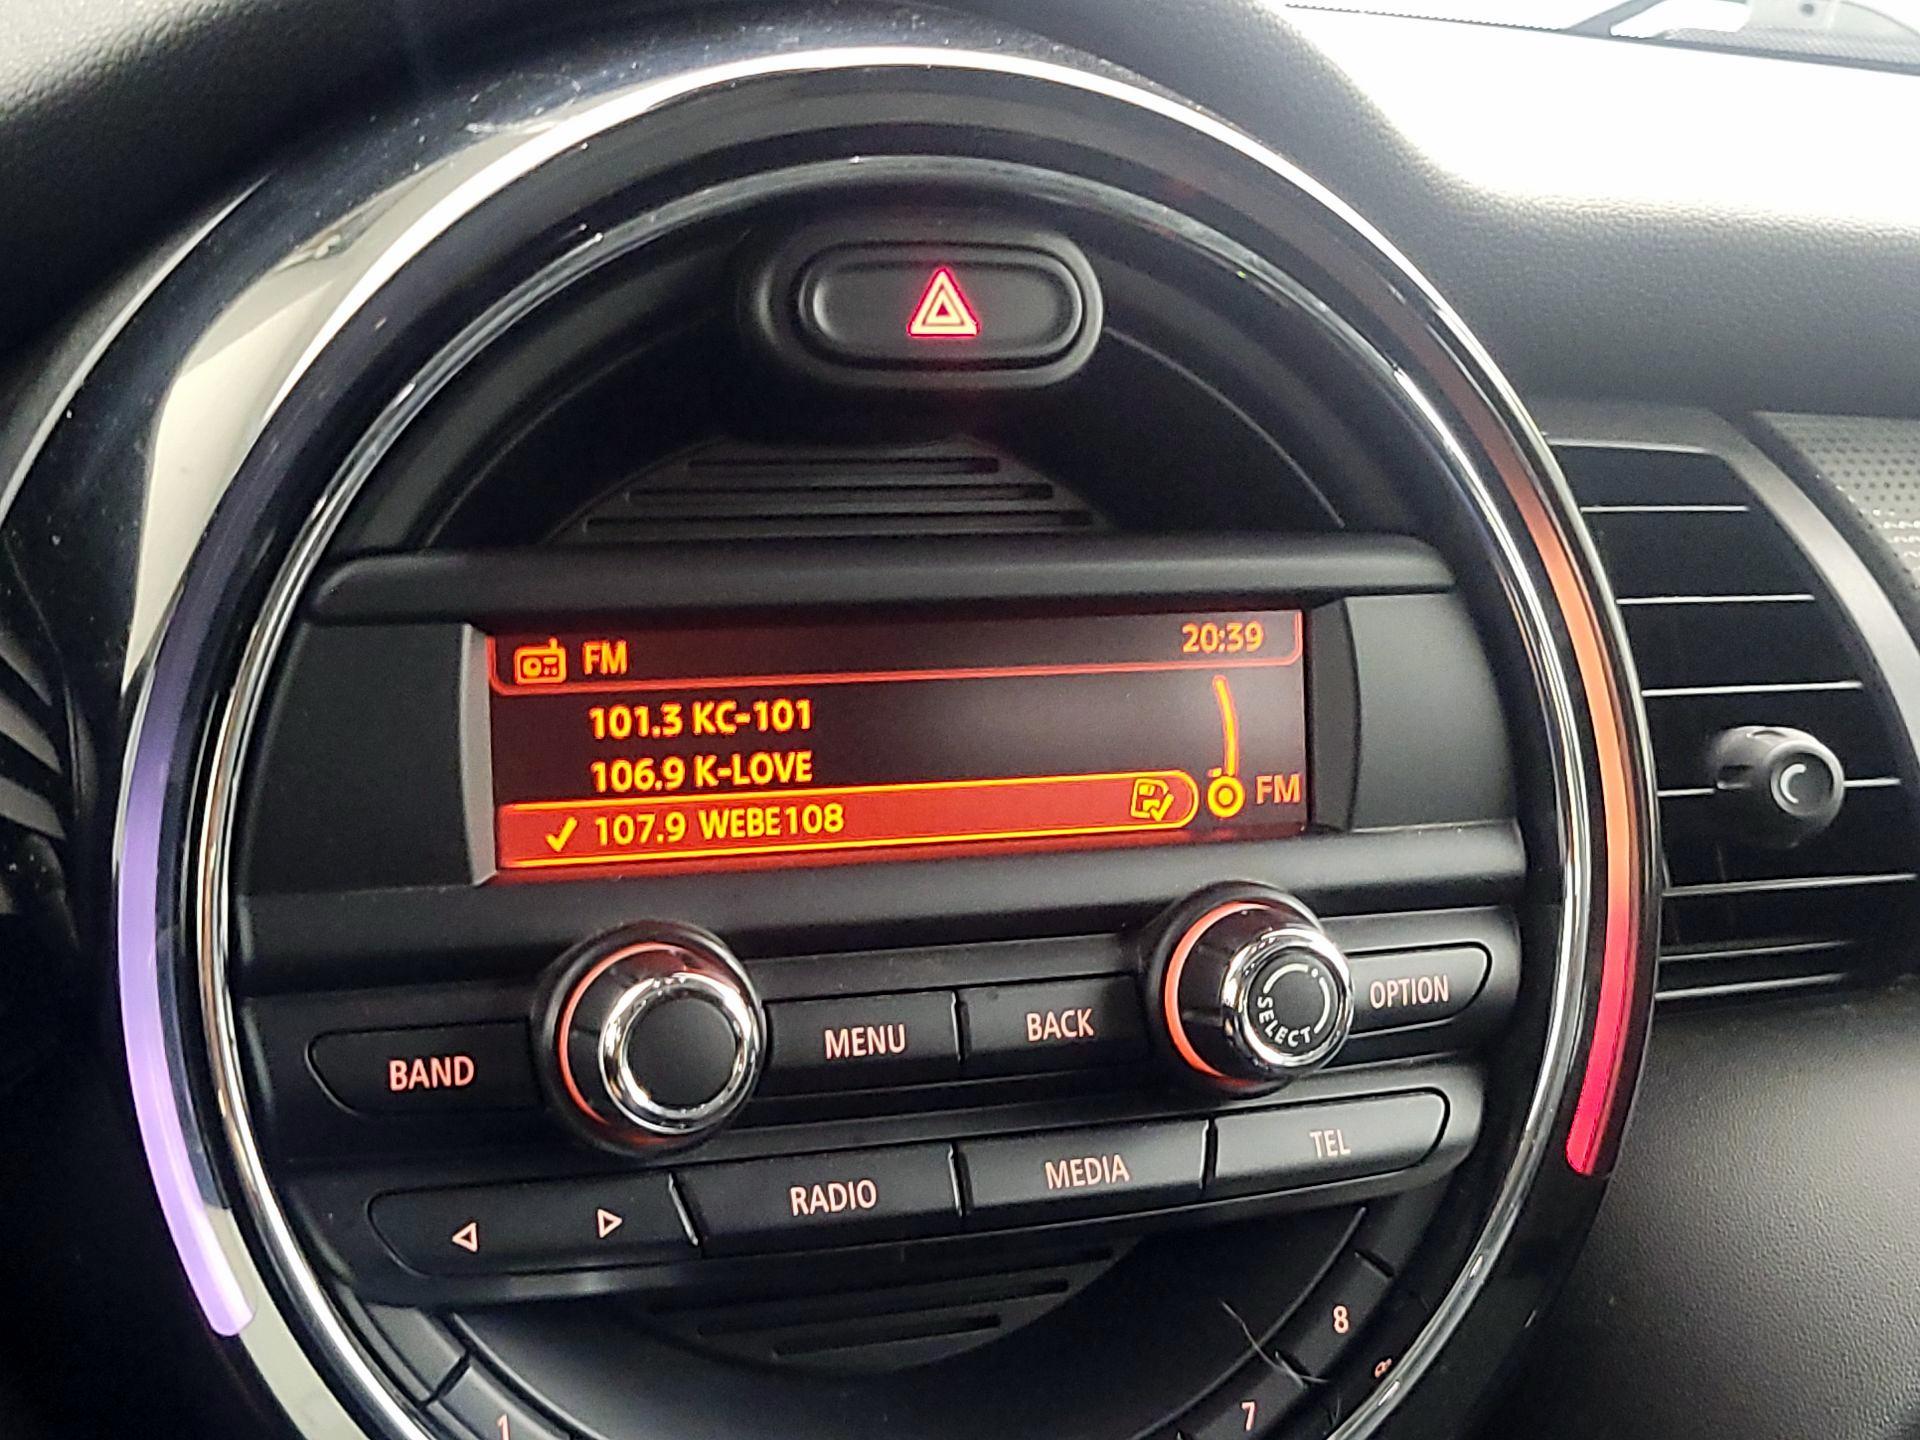 FM 20:39
101.3 KC-101
106.9 K-LOVE
107.9 WEBE108
FM
BAND
MENU
BACK
SELECT
OPTION
RADIO
MEDIA
TEL
8
1
7